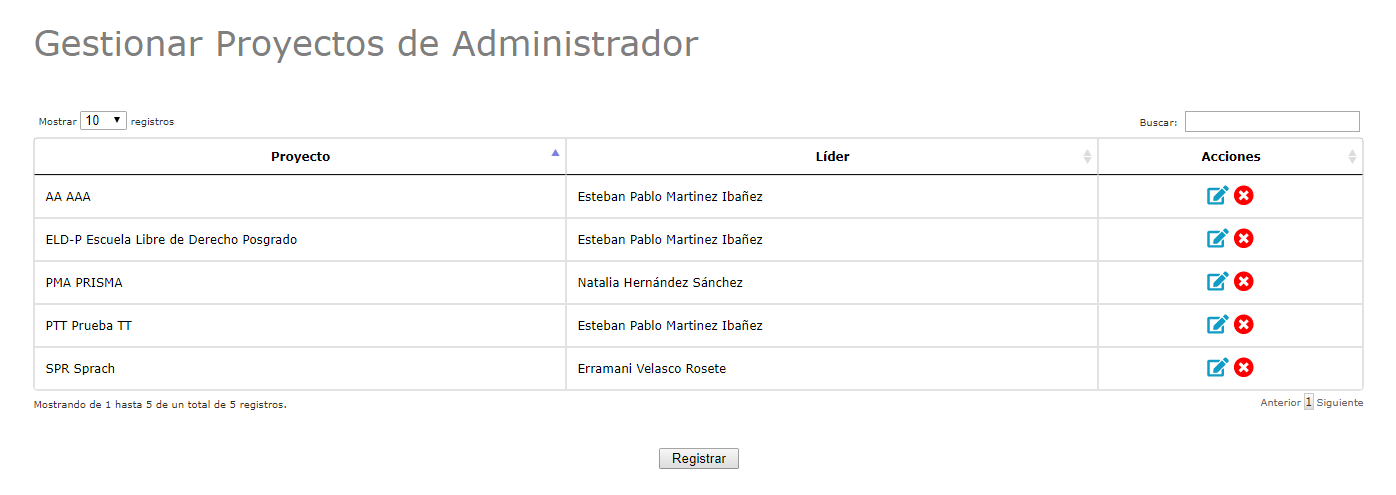 Gestionar Proyectos de Administrador
Mostrar 10 registros
Buscar:
Proyecto Líder Acciones
AA AAA Esteban Pablo Martinez Ibañez
ELD-P Escuela Libre de Derecho Posgrado Esteban Pablo Martinez Ibañez
PMA PRISMA Natalia Hernández Sánchez
PTT Prueba TT Esteban Pablo Martinez Ibañez
SPR Sprach Erramani Velasco Rosete
Mostrando de 1 hasta 5 de un total de 5 registros.
Anterior 1 Siguiente
Registrar